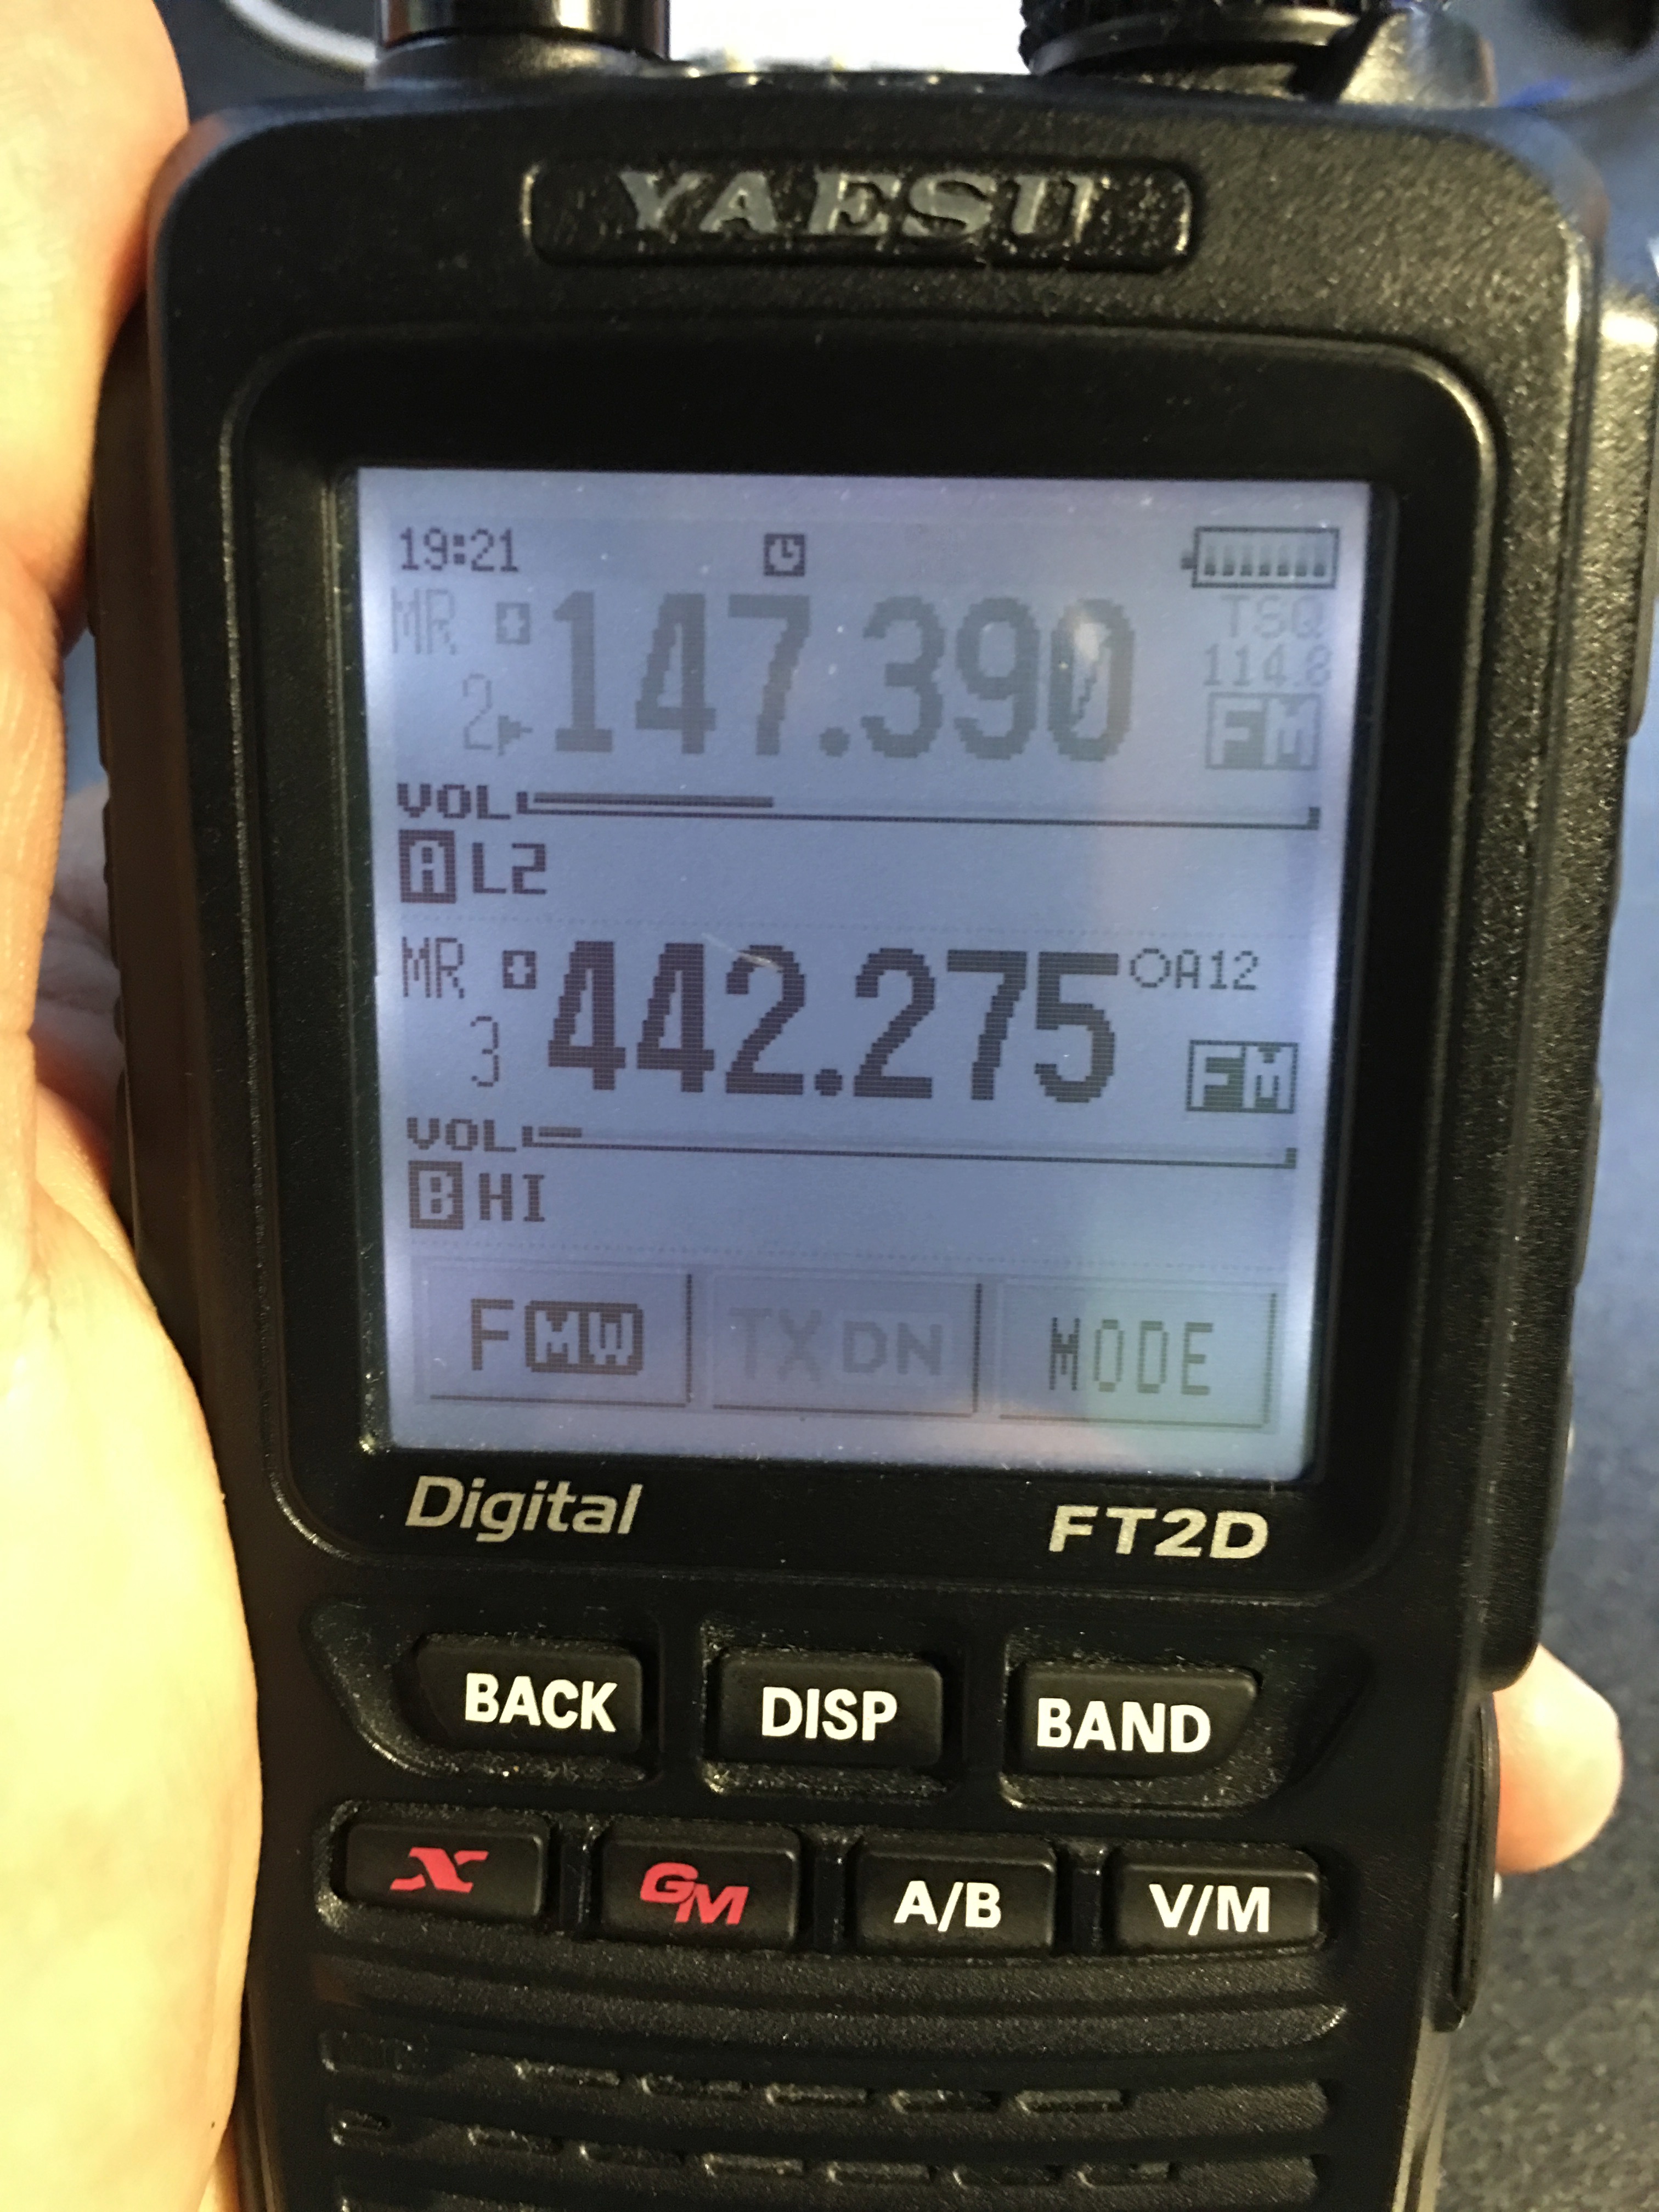 YAESU
19:21
MR 147.390 TSQ
2 114.8
FM
VOL
A L2
MR 442.275 A12
3 FM
VOL
B HI
F MW TX DN MODE
Digital FT2D
BACK DISP BAND
X GM A/B V/M